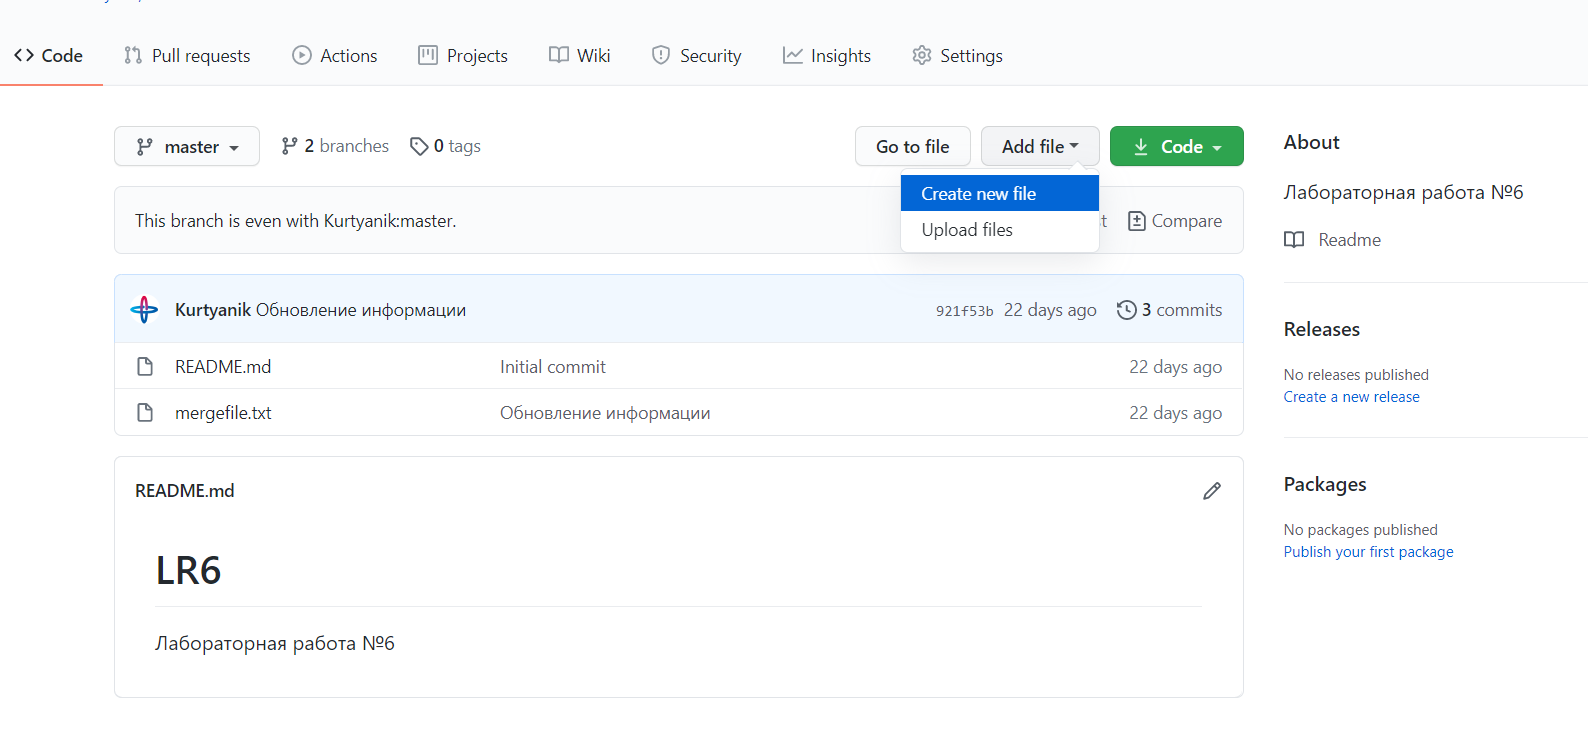 Code Pull requests Actions Projects Wiki Security Insights Settings
master 2 branches 0 tags Go to file Add file Code
Create new file
Upload files
This branch is even with Kurtyanik:master. Compare
Kurtyanik Обновление информации 921f53b 22 days ago 3 commits
README.md Initial commit 22 days ago
mergefile.txt Обновление информации 22 days ago
README.md
LR6
Лабораторная работа №6
About
Лабораторная работа №6
Readme
Releases
No releases published
Create a new release
Packages
No packages published
Publish your first package